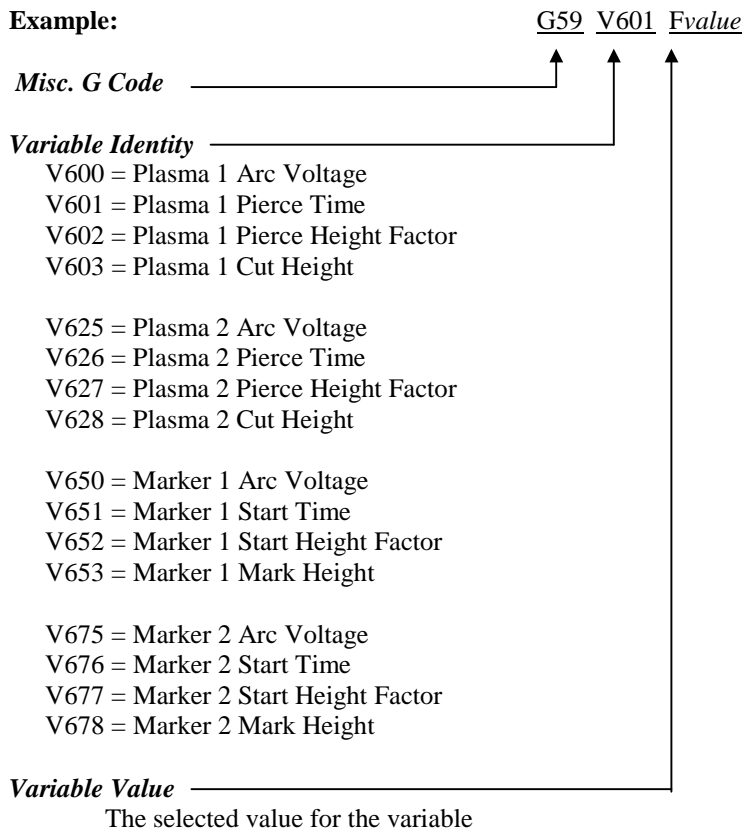 Example: G59 V601 Fvalue
Misc. G Code
Variable Identity
V600 = Plasma 1 Arc Voltage
V601 = Plasma 1 Pierce Time
V602 = Plasma 1 Pierce Height Factor
V603 = Plasma 1 Cut Height
V625 = Plasma 2 Arc Voltage
V626 = Plasma 2 Pierce Time
V627 = Plasma 2 Pierce Height Factor
V628 = Plasma 2 Cut Height
V650 = Marker 1 Arc Voltage
V651 = Marker 1 Start Time
V652 = Marker 1 Start Height Factor
V653 = Marker 1 Mark Height
V675 = Marker 2 Arc Voltage
V676 = Marker 2 Start Time
V677 = Marker 2 Start Height Factor
V678 = Marker 2 Mark Height
Variable Value
The selected value for the variable